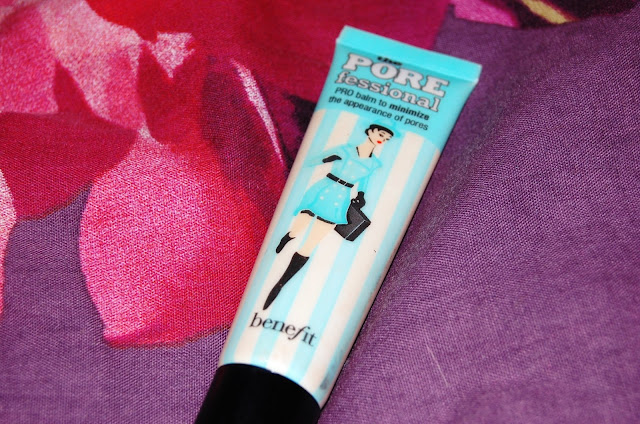 the
PORE
fessional
PRO balm to minimize
the appearance of pores
benefit